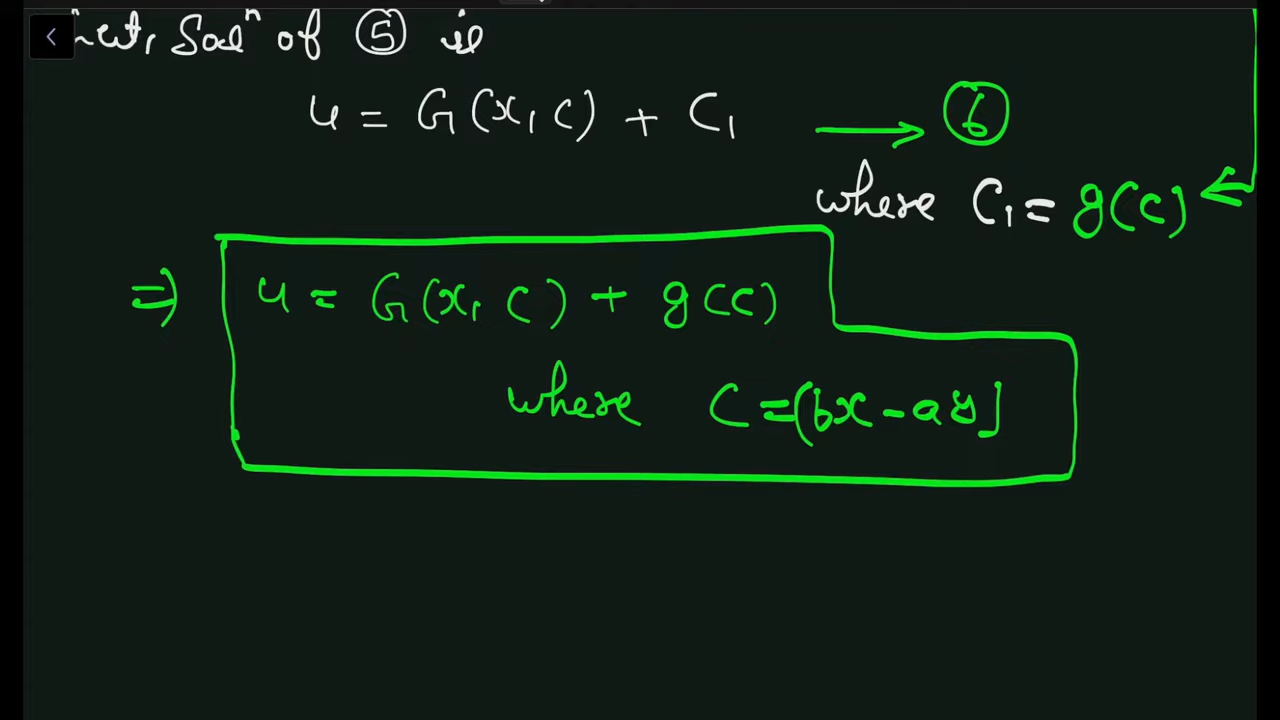 Solⁿ of ⑤ is
u = G(x, c) + C₁ ⟶ ⑥
where C₁ = g(c)
⇒ u = G(x, c) + g(c)
where C = (bx - ay]